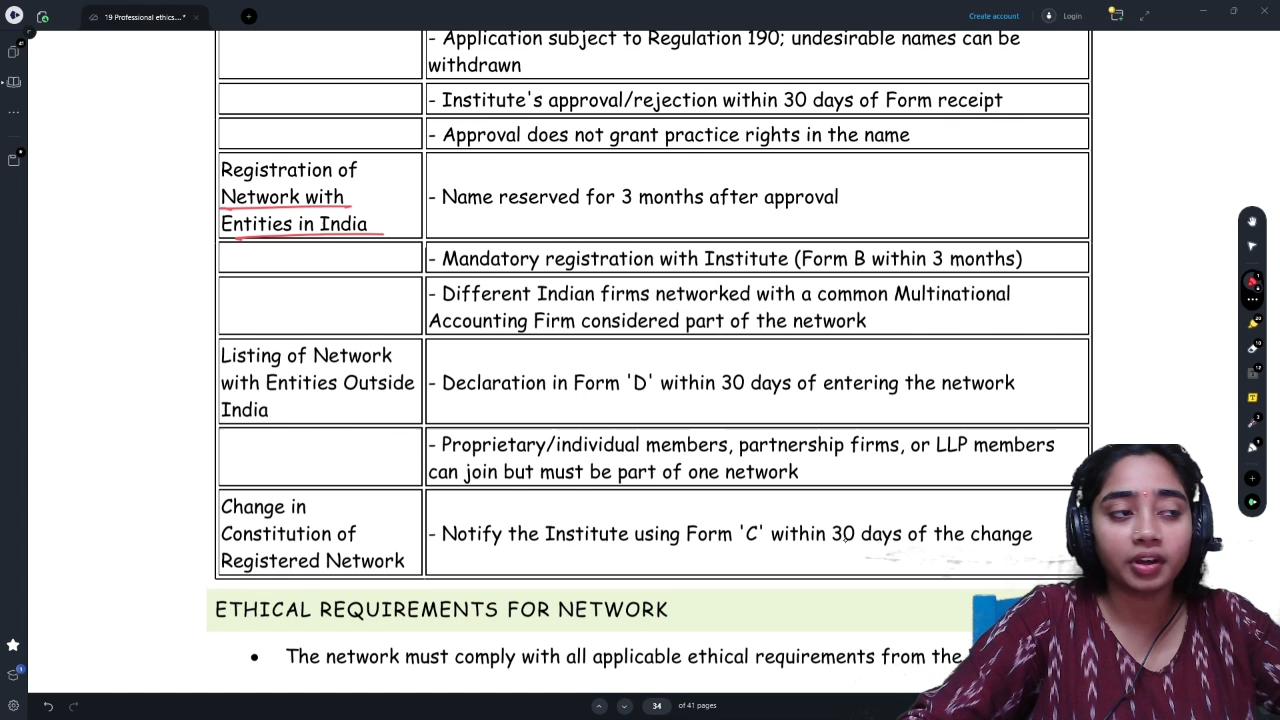 19 Professional ethics....*
Create account
Login
- Application subject to Regulation 190; undesirable names can be
withdrawn
- Institute's approval/rejection within 30 days of Form receipt
- Approval does not grant practice rights in the name
Registration of
Network with
Entities in India
- Name reserved for 3 months after approval
- Mandatory registration with Institute (Form B within 3 months)
- Different Indian firms networked with a common Multinational
Accounting Firm considered part of the network
Listing of Network
with Entities Outside
India
- Declaration in Form 'D' within 30 days of entering the network
- Proprietary/individual members, partnership firms, or LLP members
can join but must be part of one network
Change in
Constitution of
Registered Network
- Notify the Institute using Form 'C' within 30 days of the change
ETHICAL REQUIREMENTS FOR NETWORK
• The network must comply with all applicable ethical requirements from the
34 of 41 pages